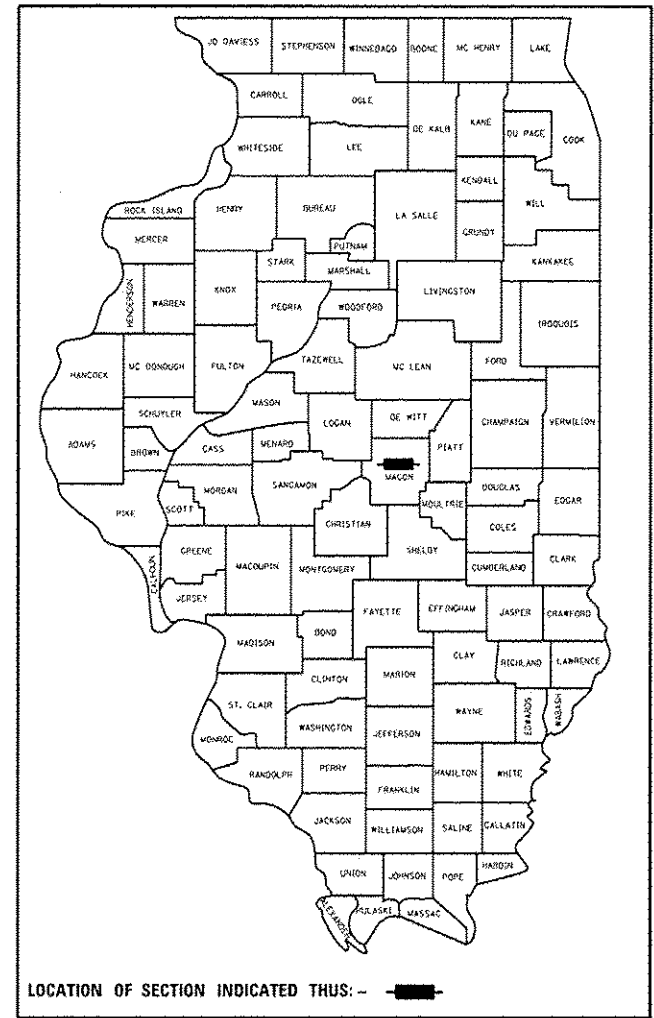 JO DAVIESS STEPHENSON WINNEBAGO BOONE MC HENRY LAKE
CARROLL OGLE DE KALB KANE DU PAGE COOK
WHITESIDE LEE
KENDALL
ROCK ISLAND HENRY BUREAU LA SALLE WILL
MERCER PUTNAM GRUNDY
STARK MARSHALL KANKAKEE
HENDERSON WARREN KNOX PEORIA WOODFORD LIVINGSTON IROQUOIS
HANCOCK MC DONOUGH FULTON TAZEWELL MC LEAN FORD
SCHUYLER MASON LOGAN DE WITT CHAMPAIGN VERMILION
ADAMS BROWN CASS MENARD PIATT
MACON
PIKE SCOTT MORGAN SANGAMON MOULTRIE DOUGLAS EDGAR
CHRISTIAN COLES
CALHOUN GREENE MACOUPIN MONTGOMERY SHELBY CUMBERLAND CLARK
JERSEY FAYETTE EFFINGHAM JASPER CRAWFORD
MADISON BOND
CLAY RICHLAND LAWRENCE
CLINTON MARION
ST. CLAIR WAYNE EDWARDS WABASH
MONROE WASHINGTON JEFFERSON
RANDOLPH PERRY HAMILTON WHITE
FRANKLIN
JACKSON WILLIAMSON SALINE GALLATIN
UNION JOHNSON POPE HARDIN
ALEXANDER PULASKI MASSAC
LOCATION OF SECTION INDICATED THUS: -